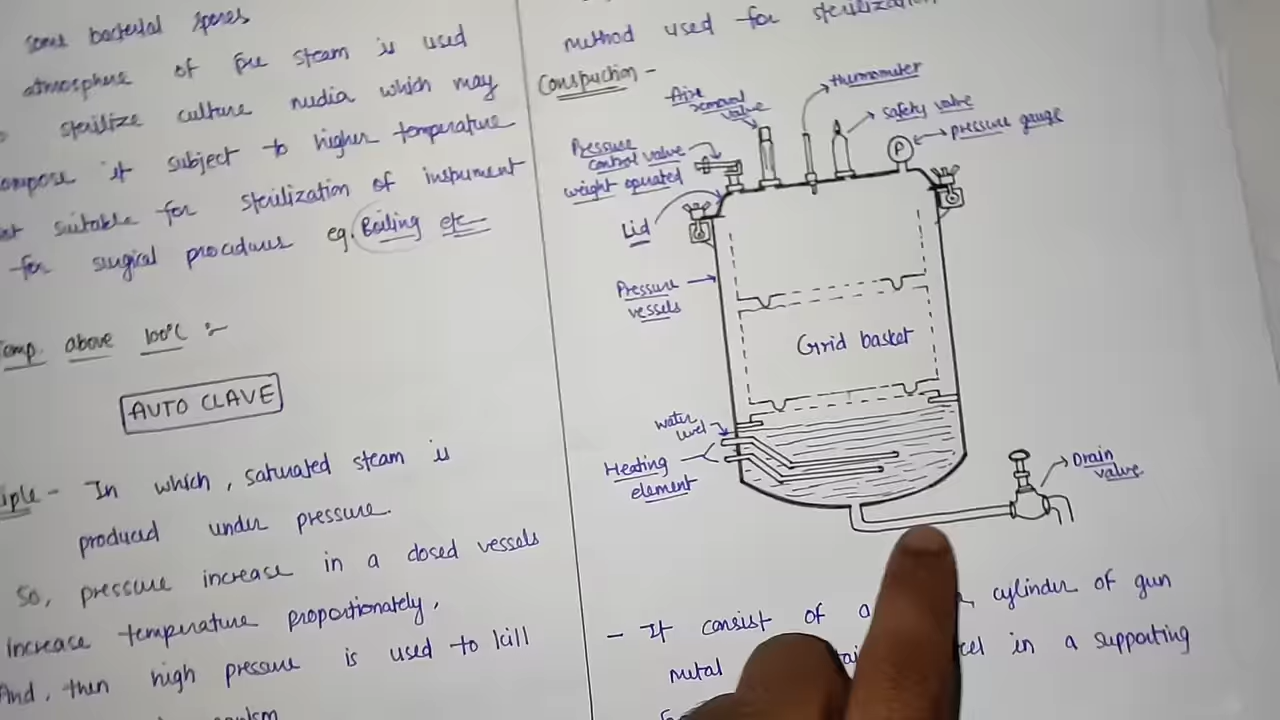 some bacterial spores
atmosphere of free steam is used
sterilize culture media which may
compose it subject to higher temperature
suitable for sterilization of instrument
for surgical procedures eg. Boiling etc
Temp. above 100°C :-
AUTO CLAVE
iple - In which, saturated steam is
produced under pressure.
So, pressure increase in a closed vessels
increase temperature proportionately,
And, then high pressure is used to kill
method used for sterilization
Construction -
thermometer
Aire removal valve
safety valve
pressure gauge
Pressure
control valve
weight operated
Lid
Pressure
vessels
Grid basket
water
level
Heating
element
Drain
valve
- It consist of a cylinder of gun
metal in a supporting